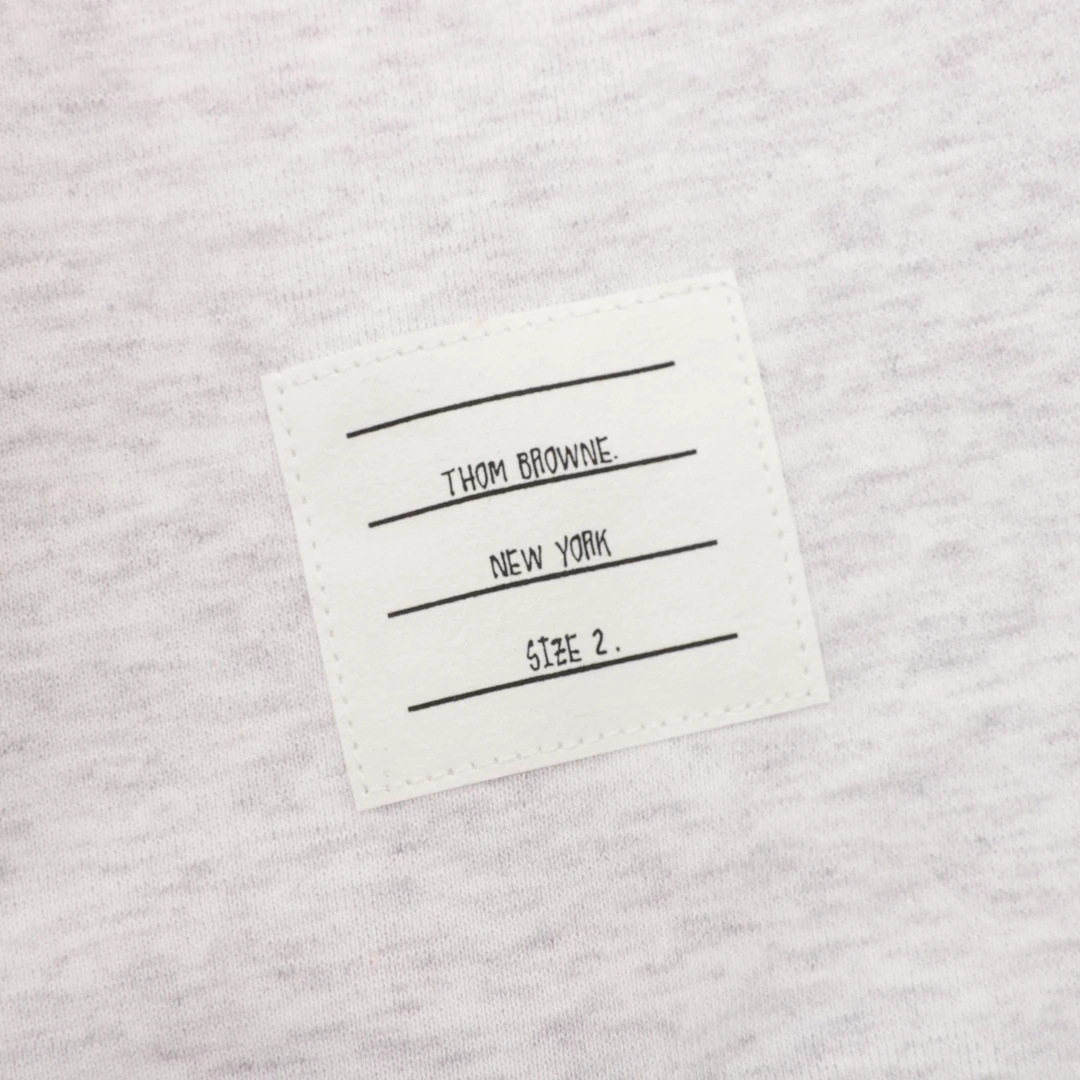 THOM BROWNE.
NEW YORK
SIZE 2.